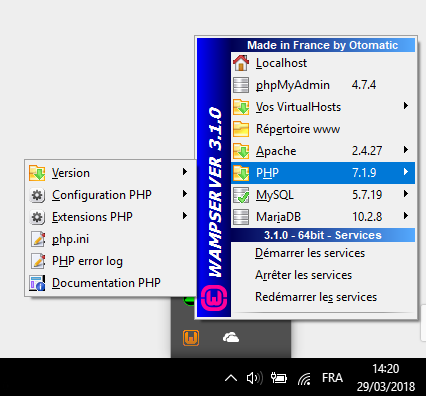 Made in France by Otomatic
Localhost
phpMyAdmin 4.7.4
Vos VirtualHosts
Répertoire www
Apache 2.4.27
PHP 7.1.9
MySQL 5.7.19
MariaDB 10.2.8
3.1.0 - 64bit - Services
Démarrer les services
Arrêter les services
Redémarrer les services
WAMPSERVER 3.1.0
Version
Configuration PHP
Extensions PHP
php.ini
PHP error log
Documentation PHP
FRA
14:20
29/03/2018